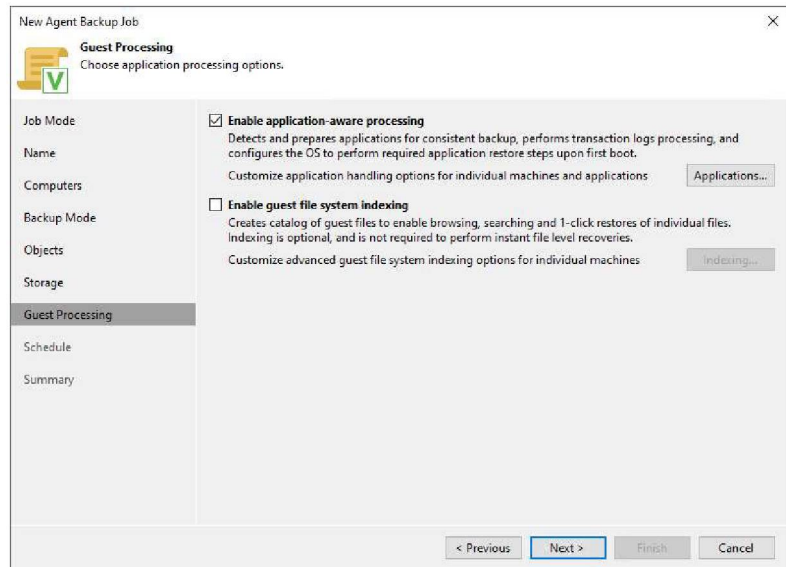 New Agent Backup Job
Guest Processing
Choose application processing options.
Job Mode
Name
Computers
Backup Mode
Objects
Storage
Guest Processing
Schedule
Summary
Enable application-aware processing
Detects and prepares applications for consistent backup, performs transaction logs processing, and
configures the OS to perform required application restore steps upon first boot.
Customize application handling options for individual machines and applications
Applications...
Enable guest file system indexing
Creates catalog of guest files to enable browsing, searching and 1-click restores of individual files.
Indexing is optional, and is not required to perform instant file level recoveries.
Customize advanced guest file system indexing options for individual machines
Indexing...
< Previous
Next >
Finish
Cancel